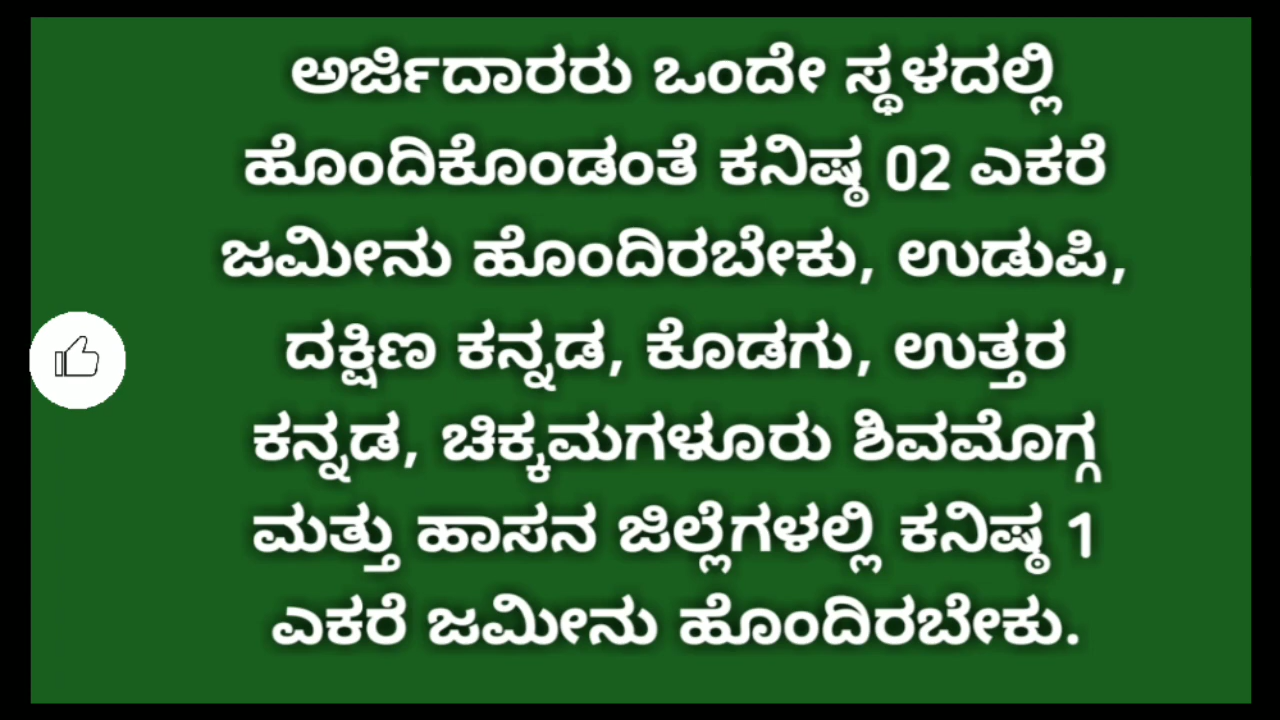 ಅರ್ಜಿದಾರರು ಒಂದೇ ಸ್ಥಳದಲ್ಲಿ
ಹೊಂದಿಕೊಂಡಂತೆ ಕನಿಷ್ಠ 02 ಎಕರೆ
ಜಮೀನು ಹೊಂದಿರಬೇಕು, ಉಡುಪಿ,
ದಕ್ಷಿಣ ಕನ್ನಡ, ಕೊಡಗು, ಉತ್ತರ
ಕನ್ನಡ, ಚಿಕ್ಕಮಗಳೂರು ಶಿವಮೊಗ್ಗ
ಮತ್ತು ಹಾಸನ ಜಿಲ್ಲೆಗಳಲ್ಲಿ ಕನಿಷ್ಠ 1
ಎಕರೆ ಜಮೀನು ಹೊಂದಿರಬೇಕು.